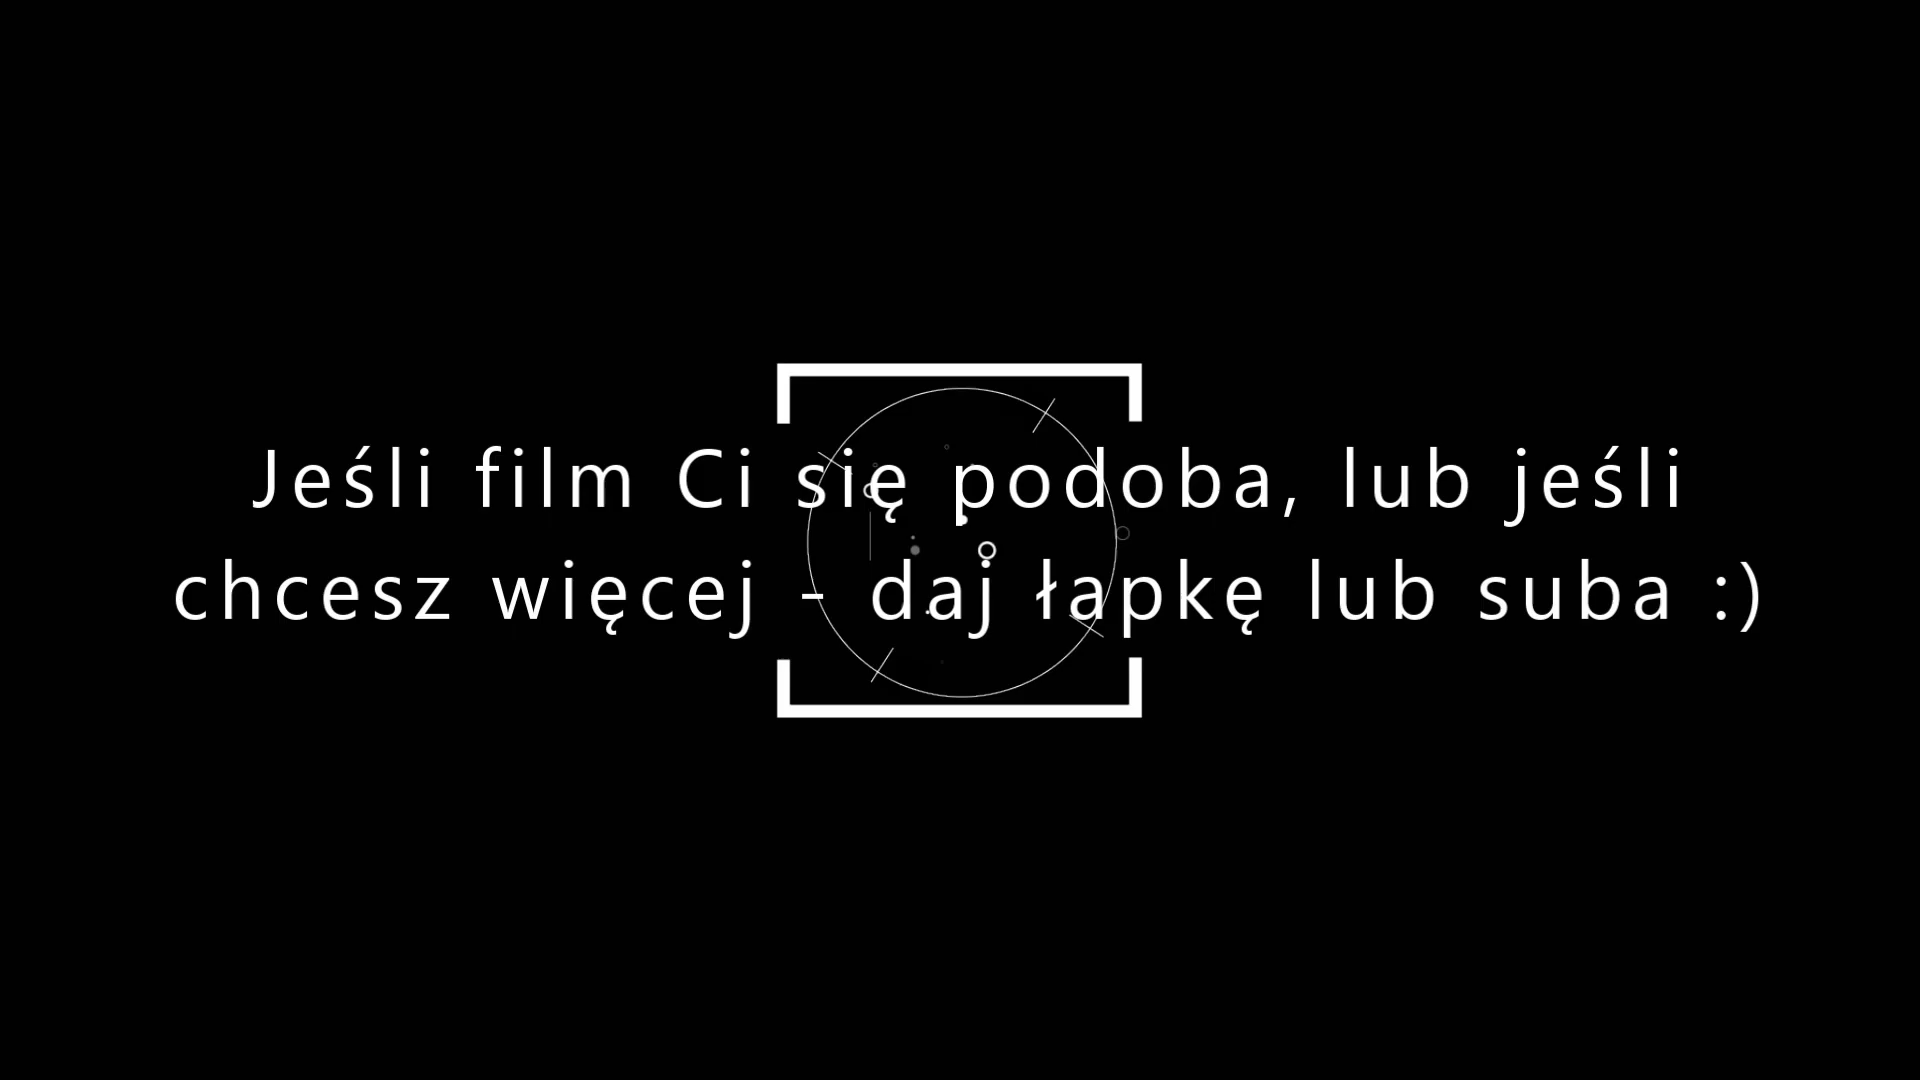 Jeśli film Ci się podoba, lub jeśli
chcesz więcej - daj łapkę lub suba :)